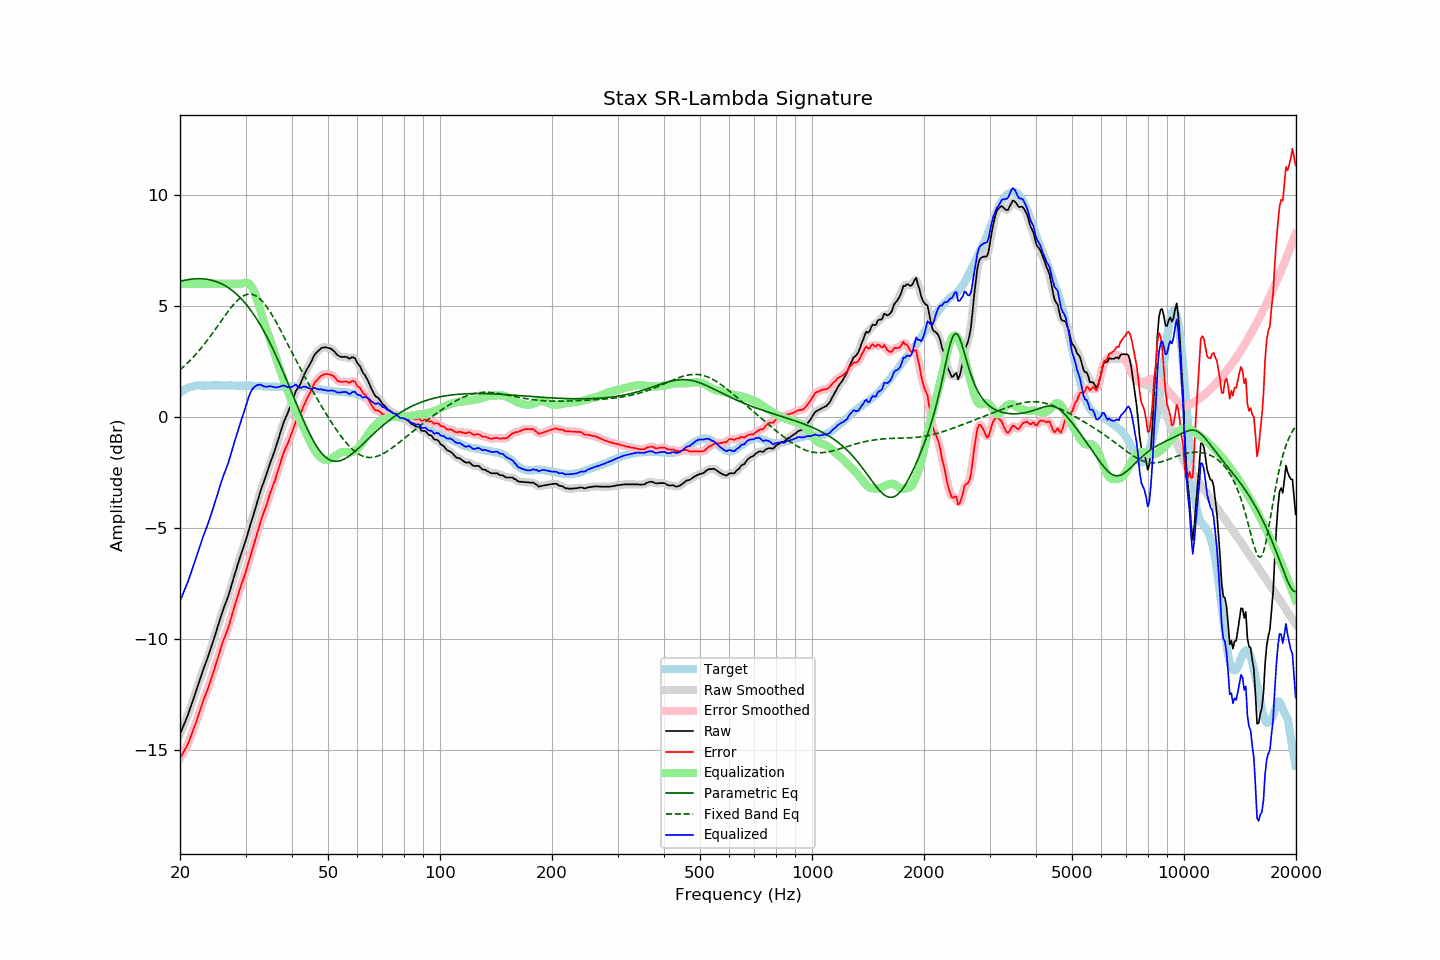 Stax SR-Lambda Signature
Amplitude (dBr)
10
5
0
−5
−10
−15
Target
Raw Smoothed
Error Smoothed
Raw
Error
Equalization
Parametric Eq
Fixed Band Eq
Equalized
20 50 100 200 500 1000 2000 5000 10000 20000
Frequency (Hz)